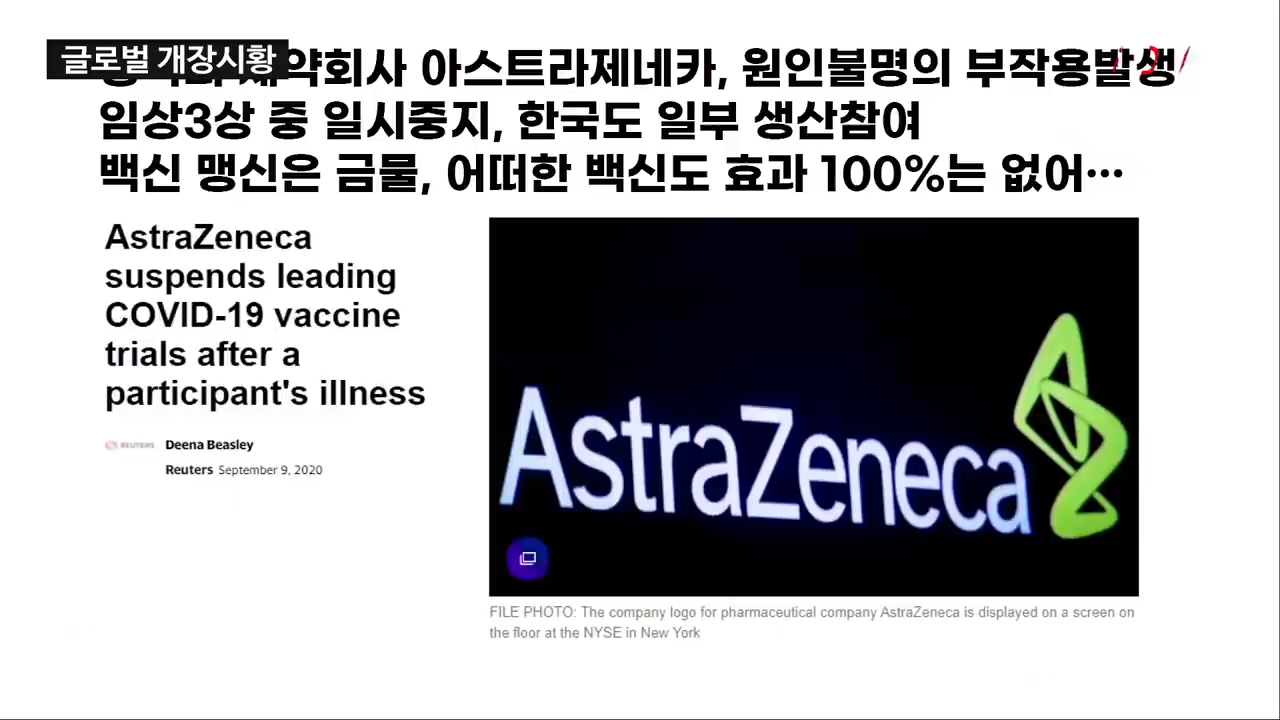 글로벌 개장시황
제약회사 아스트라제네카, 원인불명의 부작용발생
임상3상 중 일시중지, 한국도 일부 생산참여
백신 맹신은 금물, 어떠한 백신도 효과 100%는 없어…
AstraZeneca
suspends leading
COVID-19 vaccine
trials after a
participant's illness
REUTERS Deena Beasley
Reuters September 9, 2020
AstraZeneca
FILE PHOTO: The company logo for pharmaceutical company AstraZeneca is displayed on a screen on
the floor at the NYSE in New York